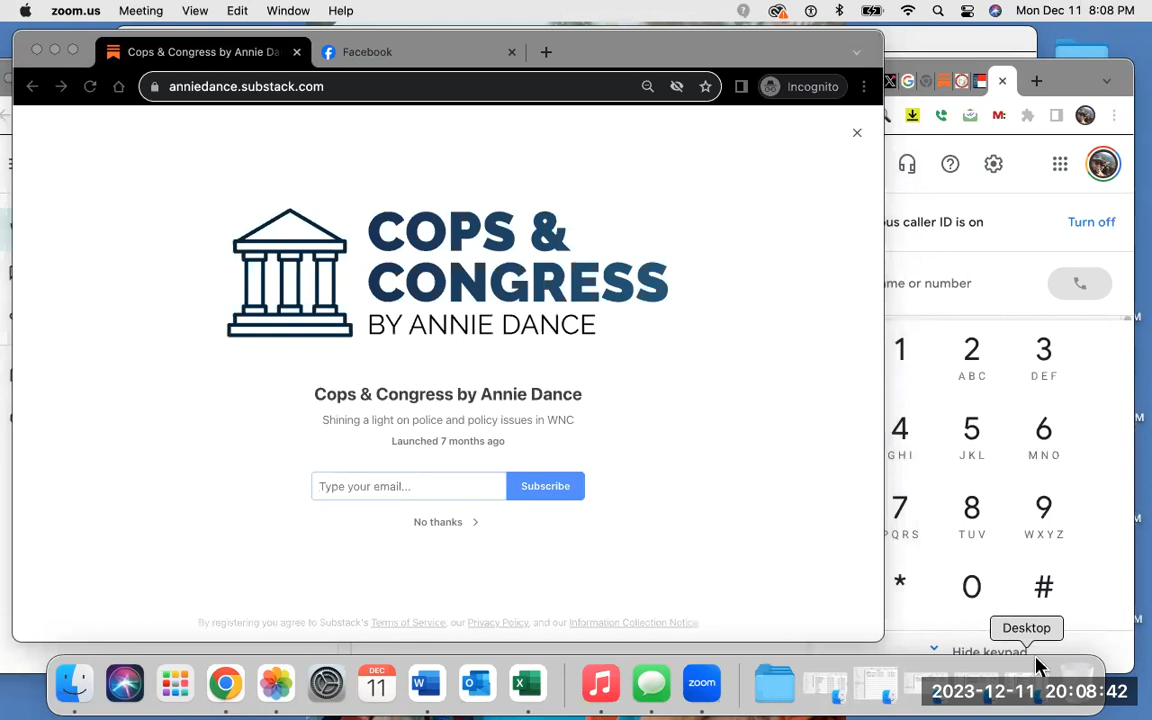 zoom.us Meeting View Edit Window Help
Mon Dec 11 8:08 PM
Cops & Congress by Annie Da
Facebook
anniedance.substack.com
Incognito
COPS &
CONGRESS
BY ANNIE DANCE
Cops & Congress by Annie Dance
Shining a light on police and policy issues in WNC
Launched 7 months ago
Type your email...
Subscribe
No thanks
By registering you agree to Substack's Terms of Service, our Privacy Policy, and our Information Collection Notice
M:
us caller ID is on
Turn off
me or number
1 2 3
ABC DEF
4 5 6
GHI JKL MNO
7 8 9
PQRS TUV WXYZ
* 0 #
Desktop
Hide keypad
DEC
11
zoom
2023-12-11 20:08:42